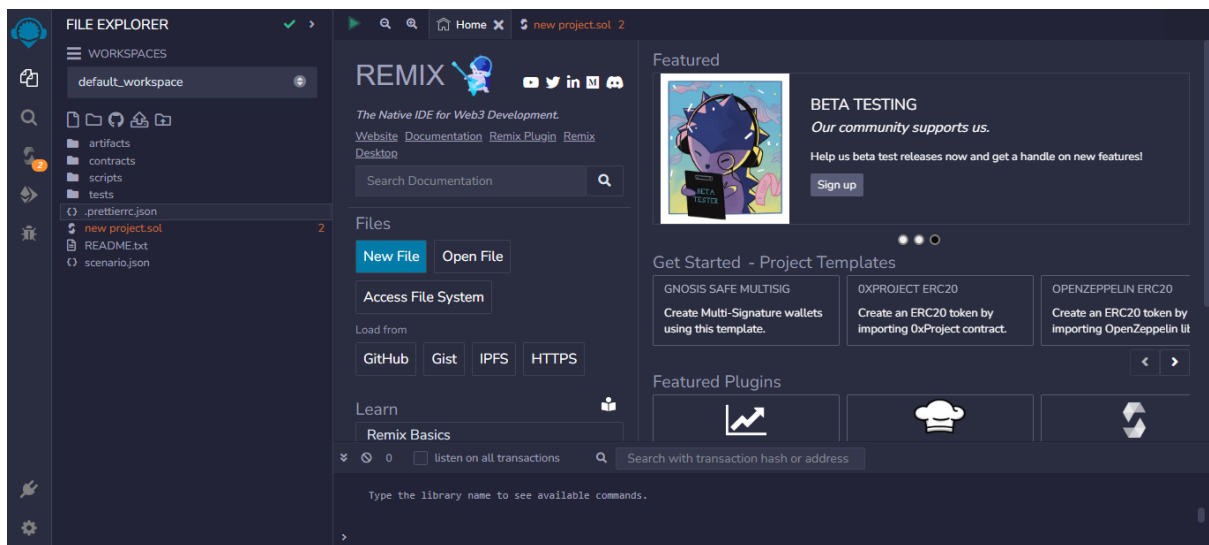 FILE EXPLORER
WORKSPACES
default_workspace
artifacts
contracts
scripts
tests
.prettierrc.json
new project.sol 2
README.txt
scenario.json
2
Home
new project.sol 2
REMIX
The Native IDE for Web3 Development.
Website Documentation Remix Plugin Remix
Desktop
Search Documentation
Files
New File Open File
Access File System
Load from
GitHub Gist IPFS HTTPS
Learn
Remix Basics
Featured
BETA TESTER
BETA TESTING
Our community supports us.
Help us beta test releases now and get a handle on new features!
Sign up
Get Started - Project Templates
GNOSIS SAFE MULTISIG
Create Multi-Signature wallets
using this template.
0XPROJECT ERC20
Create an ERC20 token by
importing 0xProject contract.
OPENZEPPELIN ERC20
Create an ERC20 token by
importing OpenZeppelin lit
Featured Plugins
0 listen on all transactions Search with transaction hash or address
Type the library name to see available commands.
>